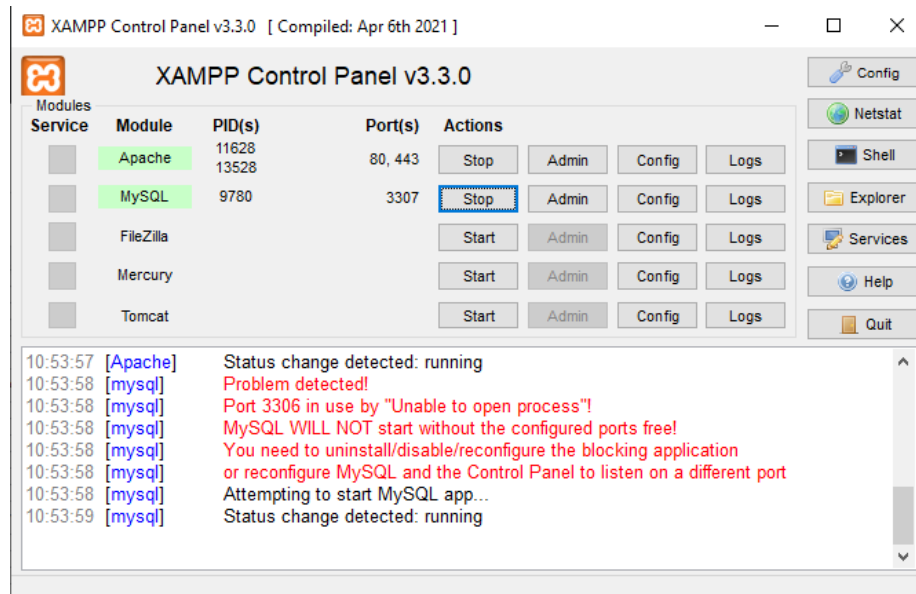 XAMPP Control Panel v3.3.0 [ Compiled: Apr 6th 2021 ]
XAMPP Control Panel v3.3.0
Config
Modules
Service Module PID(s) Port(s) Actions
Netstat
Apache 11628 13528 80, 443 Stop Admin Config Logs
Shell
MySQL 9780 3307 Stop Admin Config Logs
Explorer
FileZilla Start Admin Config Logs
Services
Mercury Start Admin Config Logs
Help
Tomcat Start Admin Config Logs
Quit
10:53:57 [Apache] Status change detected: running
10:53:58 [mysql] Problem detected!
10:53:58 [mysql] Port 3306 in use by "Unable to open process"!
10:53:58 [mysql] MySQL WILL NOT start without the configured ports free!
10:53:58 [mysql] You need to uninstall/disable/reconfigure the blocking application
10:53:58 [mysql] or reconfigure MySQL and the Control Panel to listen on a different port
10:53:58 [mysql] Attempting to start MySQL app...
10:53:59 [mysql] Status change detected: running